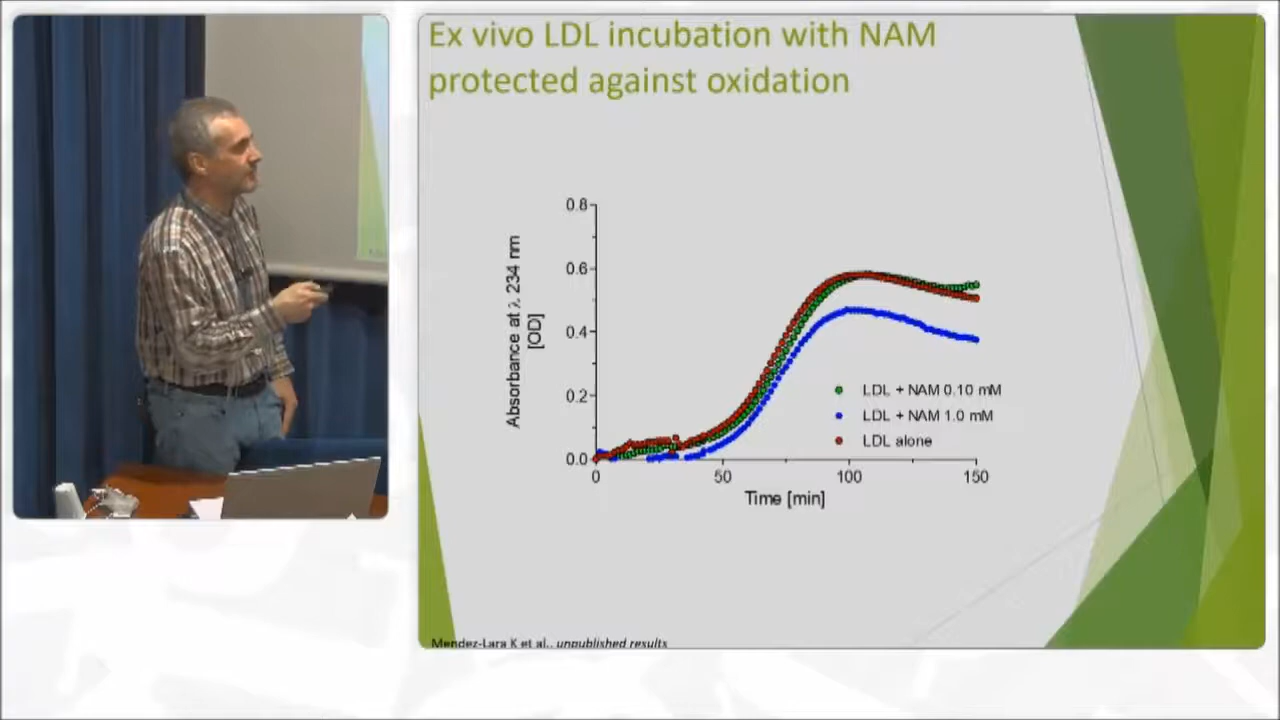 Ex vivo LDL incubation with NAM
protected against oxidation
Absorbance at λ 234 nm
[OD]
0.8
0.6
0.4
0.2
0.0
LDL + NAM 0.10 mM
LDL + NAM 1.0 mM
LDL alone
0
50
100
150
Time [min]
Mendez-Lara K et al., unpublished results